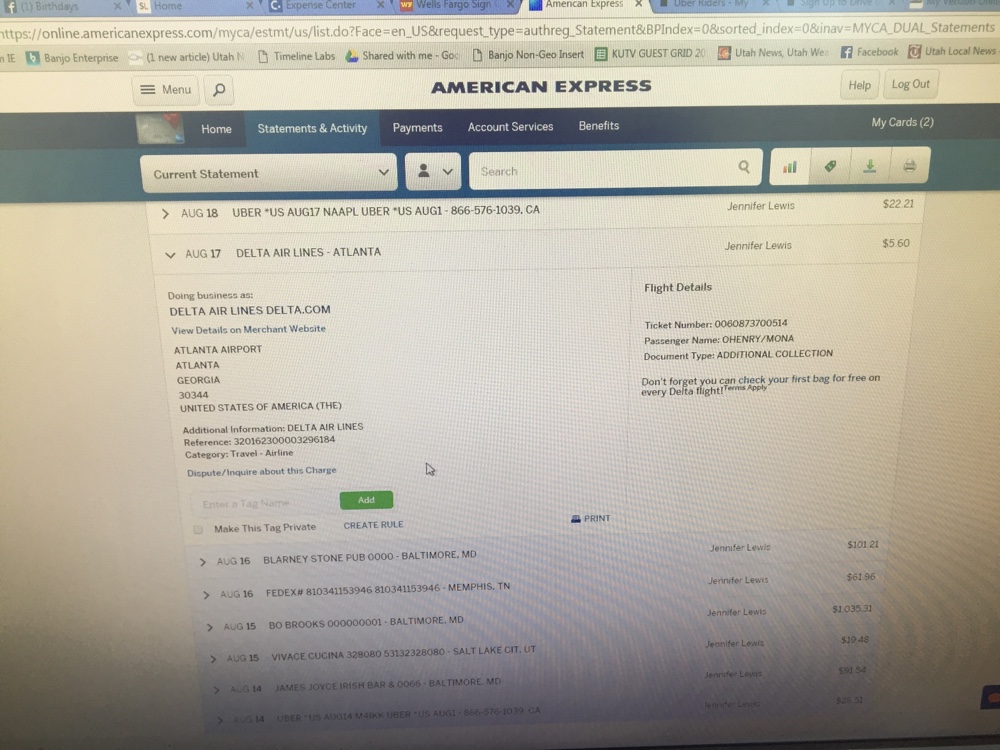 (1) Birthdays
SL Home
Expense Center
Wells Fargo Sign
American Express
Uber Riders - My
https://online.americanexpress.com/myca/estmt/us/list.do?Face=en_US&request_type=authreg_Statement&BPIndex=0&sorted_index=0&inav=MYCA_DUAL_Statements
Banjo Enterprise (1 new article) Utah N Timeline Labs Shared with me - Goo Banjo Non-Geo Insert KUTV GUEST GRID 20 Utah News, Utah We Facebook Utah Local News
Menu
AMERICAN EXPRESS
Help
Log Out
Home Statements & Activity Payments Account Services Benefits My Cards (2)
Current Statement
Search
AUG 18 UBER *US AUG17 NAAPL UBER *US AUG1 - 866-576-1039, CA Jennifer Lewis $22.21
AUG 17 DELTA AIR LINES - ATLANTA Jennifer Lewis $5.60
Doing business as:
DELTA AIR LINES DELTA.COM
View Details on Merchant Website
ATLANTA AIRPORT
ATLANTA
GEORGIA
30344
UNITED STATES OF AMERICA (THE)
Additional Information: DELTA AIR LINES
Reference: 320162300003296184
Category: Travel - Airline
Dispute/Inquire about this Charge
Flight Details
Ticket Number: 0060873700514
Passenger Name: OHENRY/MONA
Document Type: ADDITIONAL COLLECTION
Don't forget you can check your first bag for free on
every Delta flight! Terms Apply
Enter a Tag Name
Add
Make This Tag Private
CREATE RULE
PRINT
AUG 16 BLARNEY STONE PUB 0000 - BALTIMORE, MD Jennifer Lewis $101.21
AUG 16 FEDEX# 810341153946 810341153946 - MEMPHIS, TN Jennifer Lewis $61.96
AUG 15 BO BROOKS 000000001 - BALTIMORE, MD Jennifer Lewis $1,035.31
AUG 15 VIVACE CUCINA 328080 53132328080 - SALT LAKE CIT, UT Jennifer Lewis $19.48
AUG 14 JAMES JOYCE IRISH BAR & 0066 - BALTIMORE, MD Jennifer Lewis $91.54
AUG 14 UBER *US AUG14 M4IKK UBER *US AUG1 - 866-576-1039, CA Jennifer Lewis